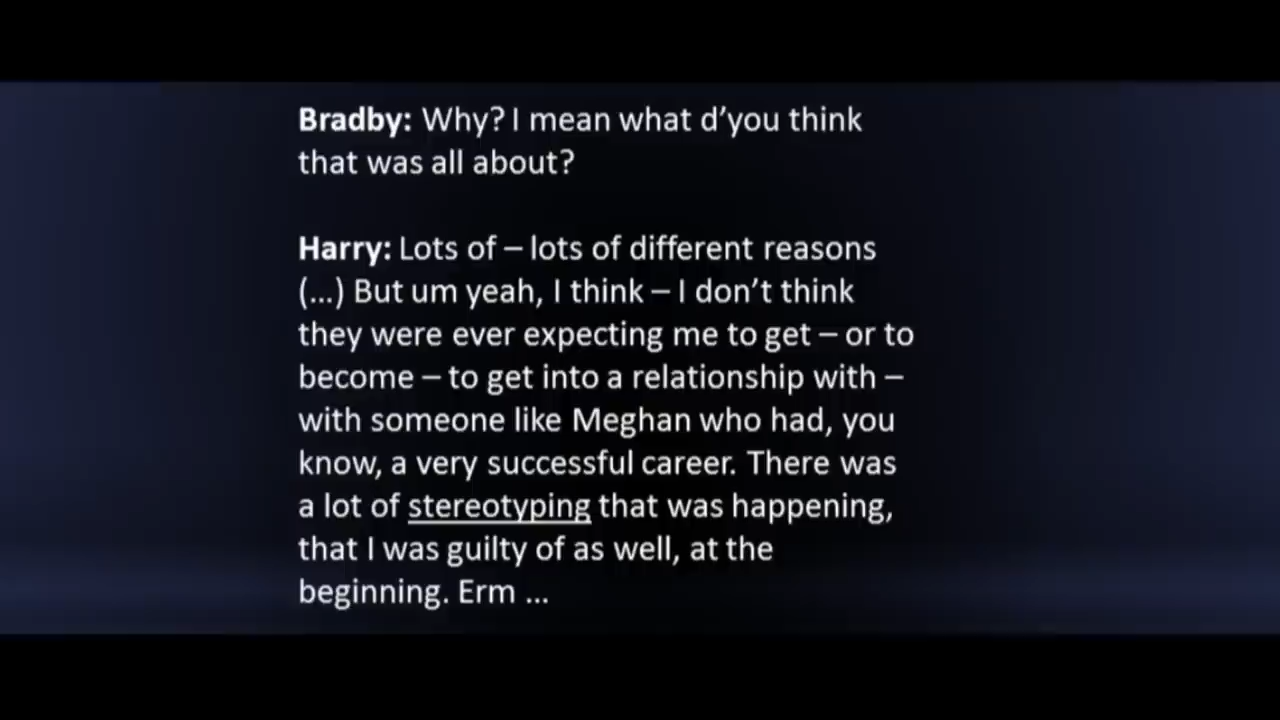 Bradby: Why? I mean what d’you think
that was all about?
Harry: Lots of – lots of different reasons
(...) But um yeah, I think – I don’t think
they were ever expecting me to get – or to
become – to get into a relationship with –
with someone like Meghan who had, you
know, a very successful career. There was
a lot of stereotyping that was happening,
that I was guilty of as well, at the
beginning. Erm ...